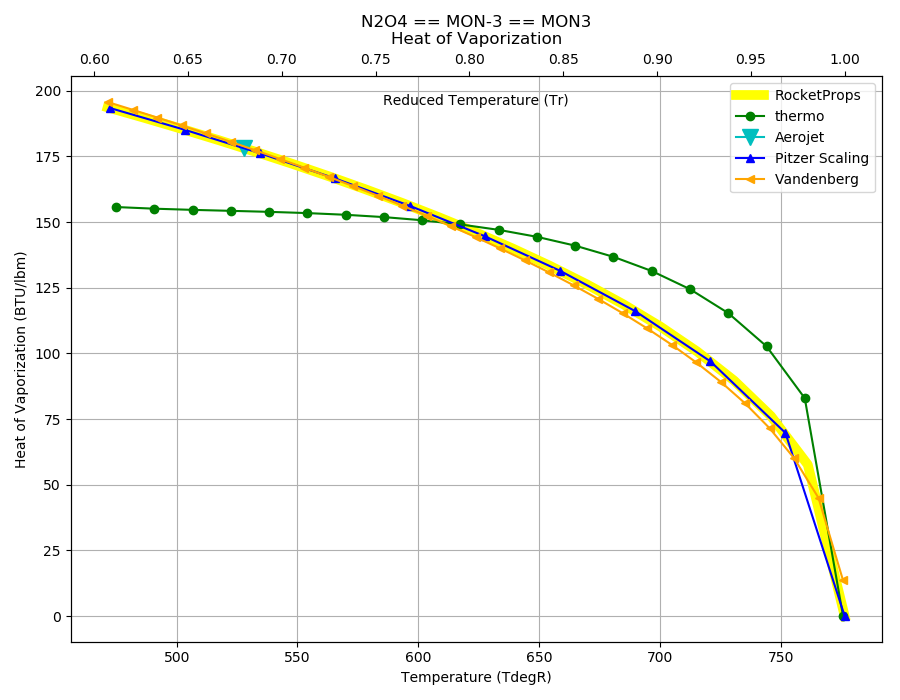 N2O4 == MON-3 == MON3
Heat of Vaporization
0.60 0.65 0.70 0.75 0.80 0.85 0.90 0.95 1.00
Reduced Temperature (Tr)
RocketProps
thermo
Aerojet
Pitzer Scaling
Vandenberg
Heat of Vaporization (BTU/lbm)
200
175
150
125
100
75
50
25
0
500 550 600 650 700 750
Temperature (TdegR)